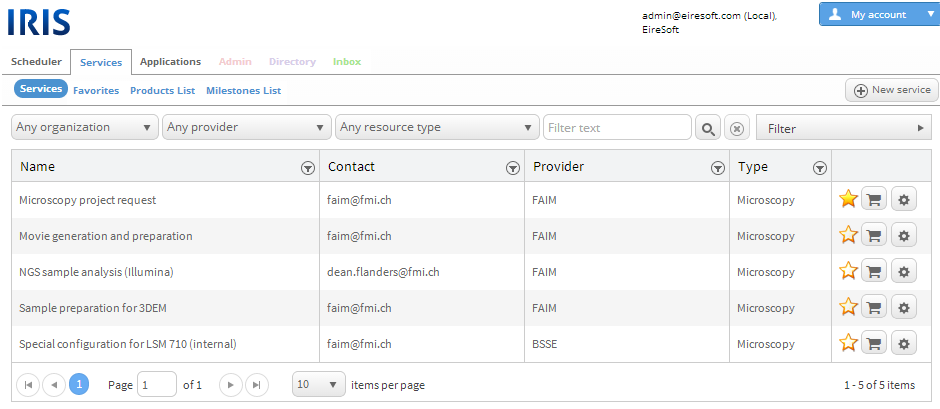 IRIS
admin@eiresoft.com (Local),
EireSoft
My account
Scheduler Services Applications Admin Directory Inbox
Services Favorites Products List Milestones List New service
Any organization Any provider Any resource type Filter text Filter
Name Contact Provider Type
Microscopy project request faim@fmi.ch FAIM Microscopy
Movie generation and preparation faim@fmi.ch FAIM Microscopy
NGS sample analysis (Illumina) dean.flanders@fmi.ch FAIM Microscopy
Sample preparation for 3DEM faim@fmi.ch FAIM Microscopy
Special configuration for LSM 710 (internal) faim@fmi.ch BSSE Microscopy
1 Page 1 of 1 10 items per page 1 - 5 of 5 items